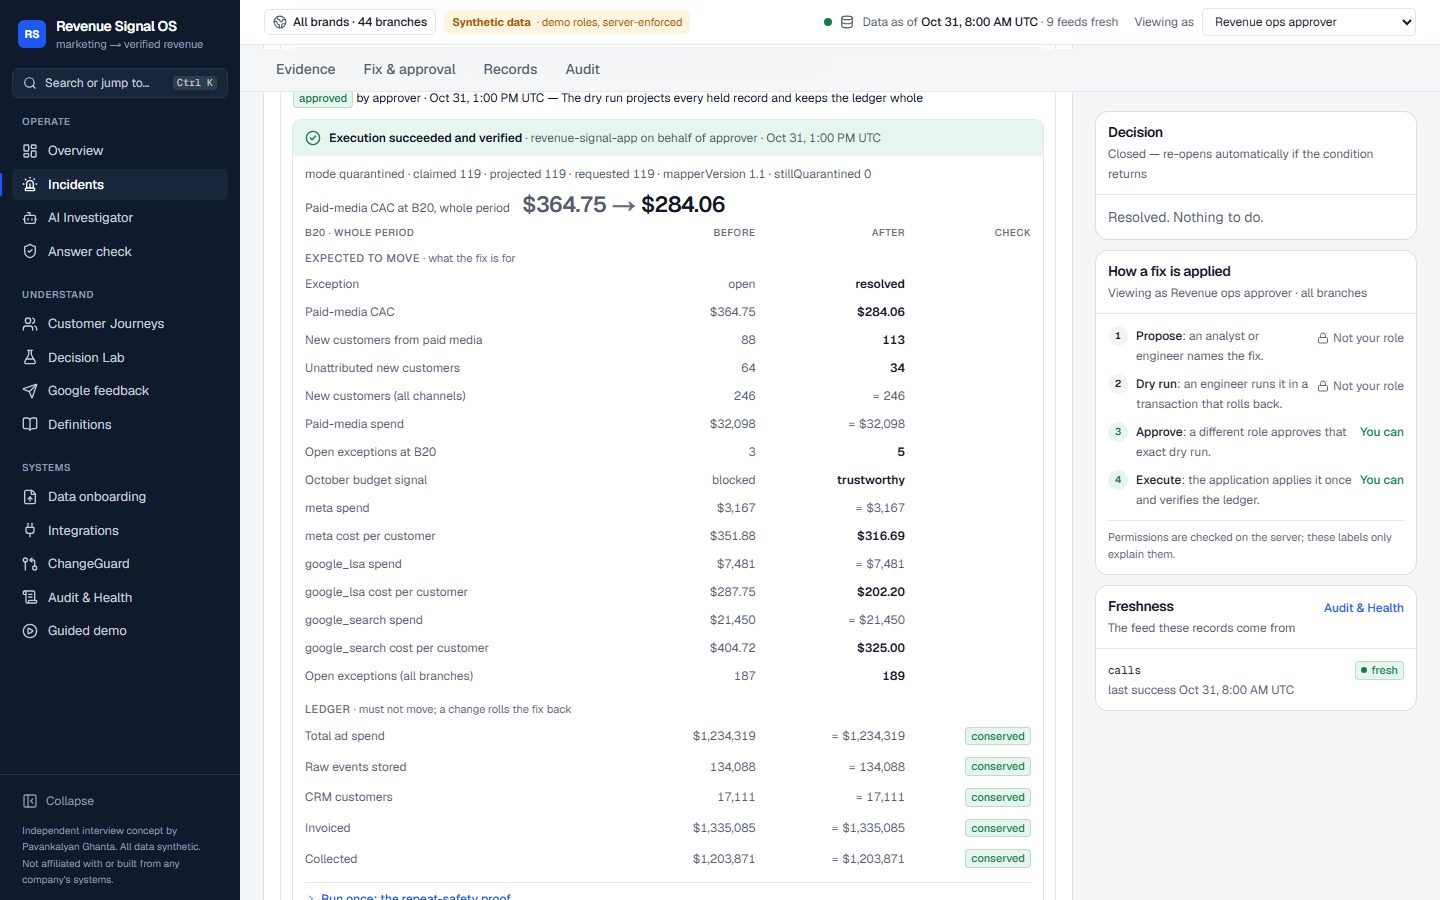 RS
Revenue Signal OS
marketing → verified revenue
Search or jump to...
Ctrl K
OPERATE
Overview
Incidents
AI Investigator
Answer check
UNDERSTAND
Customer Journeys
Decision Lab
Google feedback
Definitions
SYSTEMS
Data onboarding
Integrations
ChangeGuard
Audit & Health
Guided demo
Collapse
Independent interview concept by
Pavankalyan Ghanta. All data synthetic.
Not affiliated with or built from any
company's systems.
All brands · 44 branches
Synthetic data · demo roles, server-enforced
Data as of Oct 31, 8:00 AM UTC · 9 feeds fresh
Viewing as
Revenue ops approver
Evidence Fix & approval Records Audit
approved by approver · Oct 31, 1:00 PM UTC — The dry run projects every held record and keeps the ledger whole
Execution succeeded and verified · revenue-signal-app on behalf of approver · Oct 31, 1:00 PM UTC
mode quarantined · claimed 119 · projected 119 · requested 119 · mapperVersion 1.1 · stillQuarantined 0
Paid-media CAC at B20, whole period $364.75 → $284.06
B20 · WHOLE PERIOD BEFORE AFTER CHECK
EXPECTED TO MOVE · what the fix is for
Exception open resolved
Paid-media CAC $364.75 $284.06
New customers from paid media 88 113
Unattributed new customers 64 34
New customers (all channels) 246 = 246
Paid-media spend $32,098 = $32,098
Open exceptions at B20 3 5
October budget signal blocked trustworthy
meta spend $3,167 = $3,167
meta cost per customer $351.88 $316.69
google_lsa spend $7,481 = $7,481
google_lsa cost per customer $287.75 $202.20
google_search spend $21,450 = $21,450
google_search cost per customer $404.72 $325.00
Open exceptions (all branches) 187 189
LEDGER · must not move; a change rolls the fix back
Total ad spend $1,234,319 = $1,234,319 conserved
Raw events stored 134,088 = 134,088 conserved
CRM customers 17,111 = 17,111 conserved
Invoiced $1,335,085 = $1,335,085 conserved
Collected $1,203,871 = $1,203,871 conserved
Run once: the repeat-safety proof
Decision
Closed — re-opens automatically if the condition
returns
Resolved. Nothing to do.
How a fix is applied
Viewing as Revenue ops approver · all branches
1 Propose: an analyst or Not your role
engineer names the fix.
2 Dry run: an engineer runs it in a Not your role
transaction that rolls back.
3 Approve: a different role approves that You can
exact dry run.
4 Execute: the application applies it once You can
and verifies the ledger.
Permissions are checked on the server; these labels only
explain them.
Freshness Audit & Health
The feed these records come from
calls fresh
last success Oct 31, 8:00 AM UTC